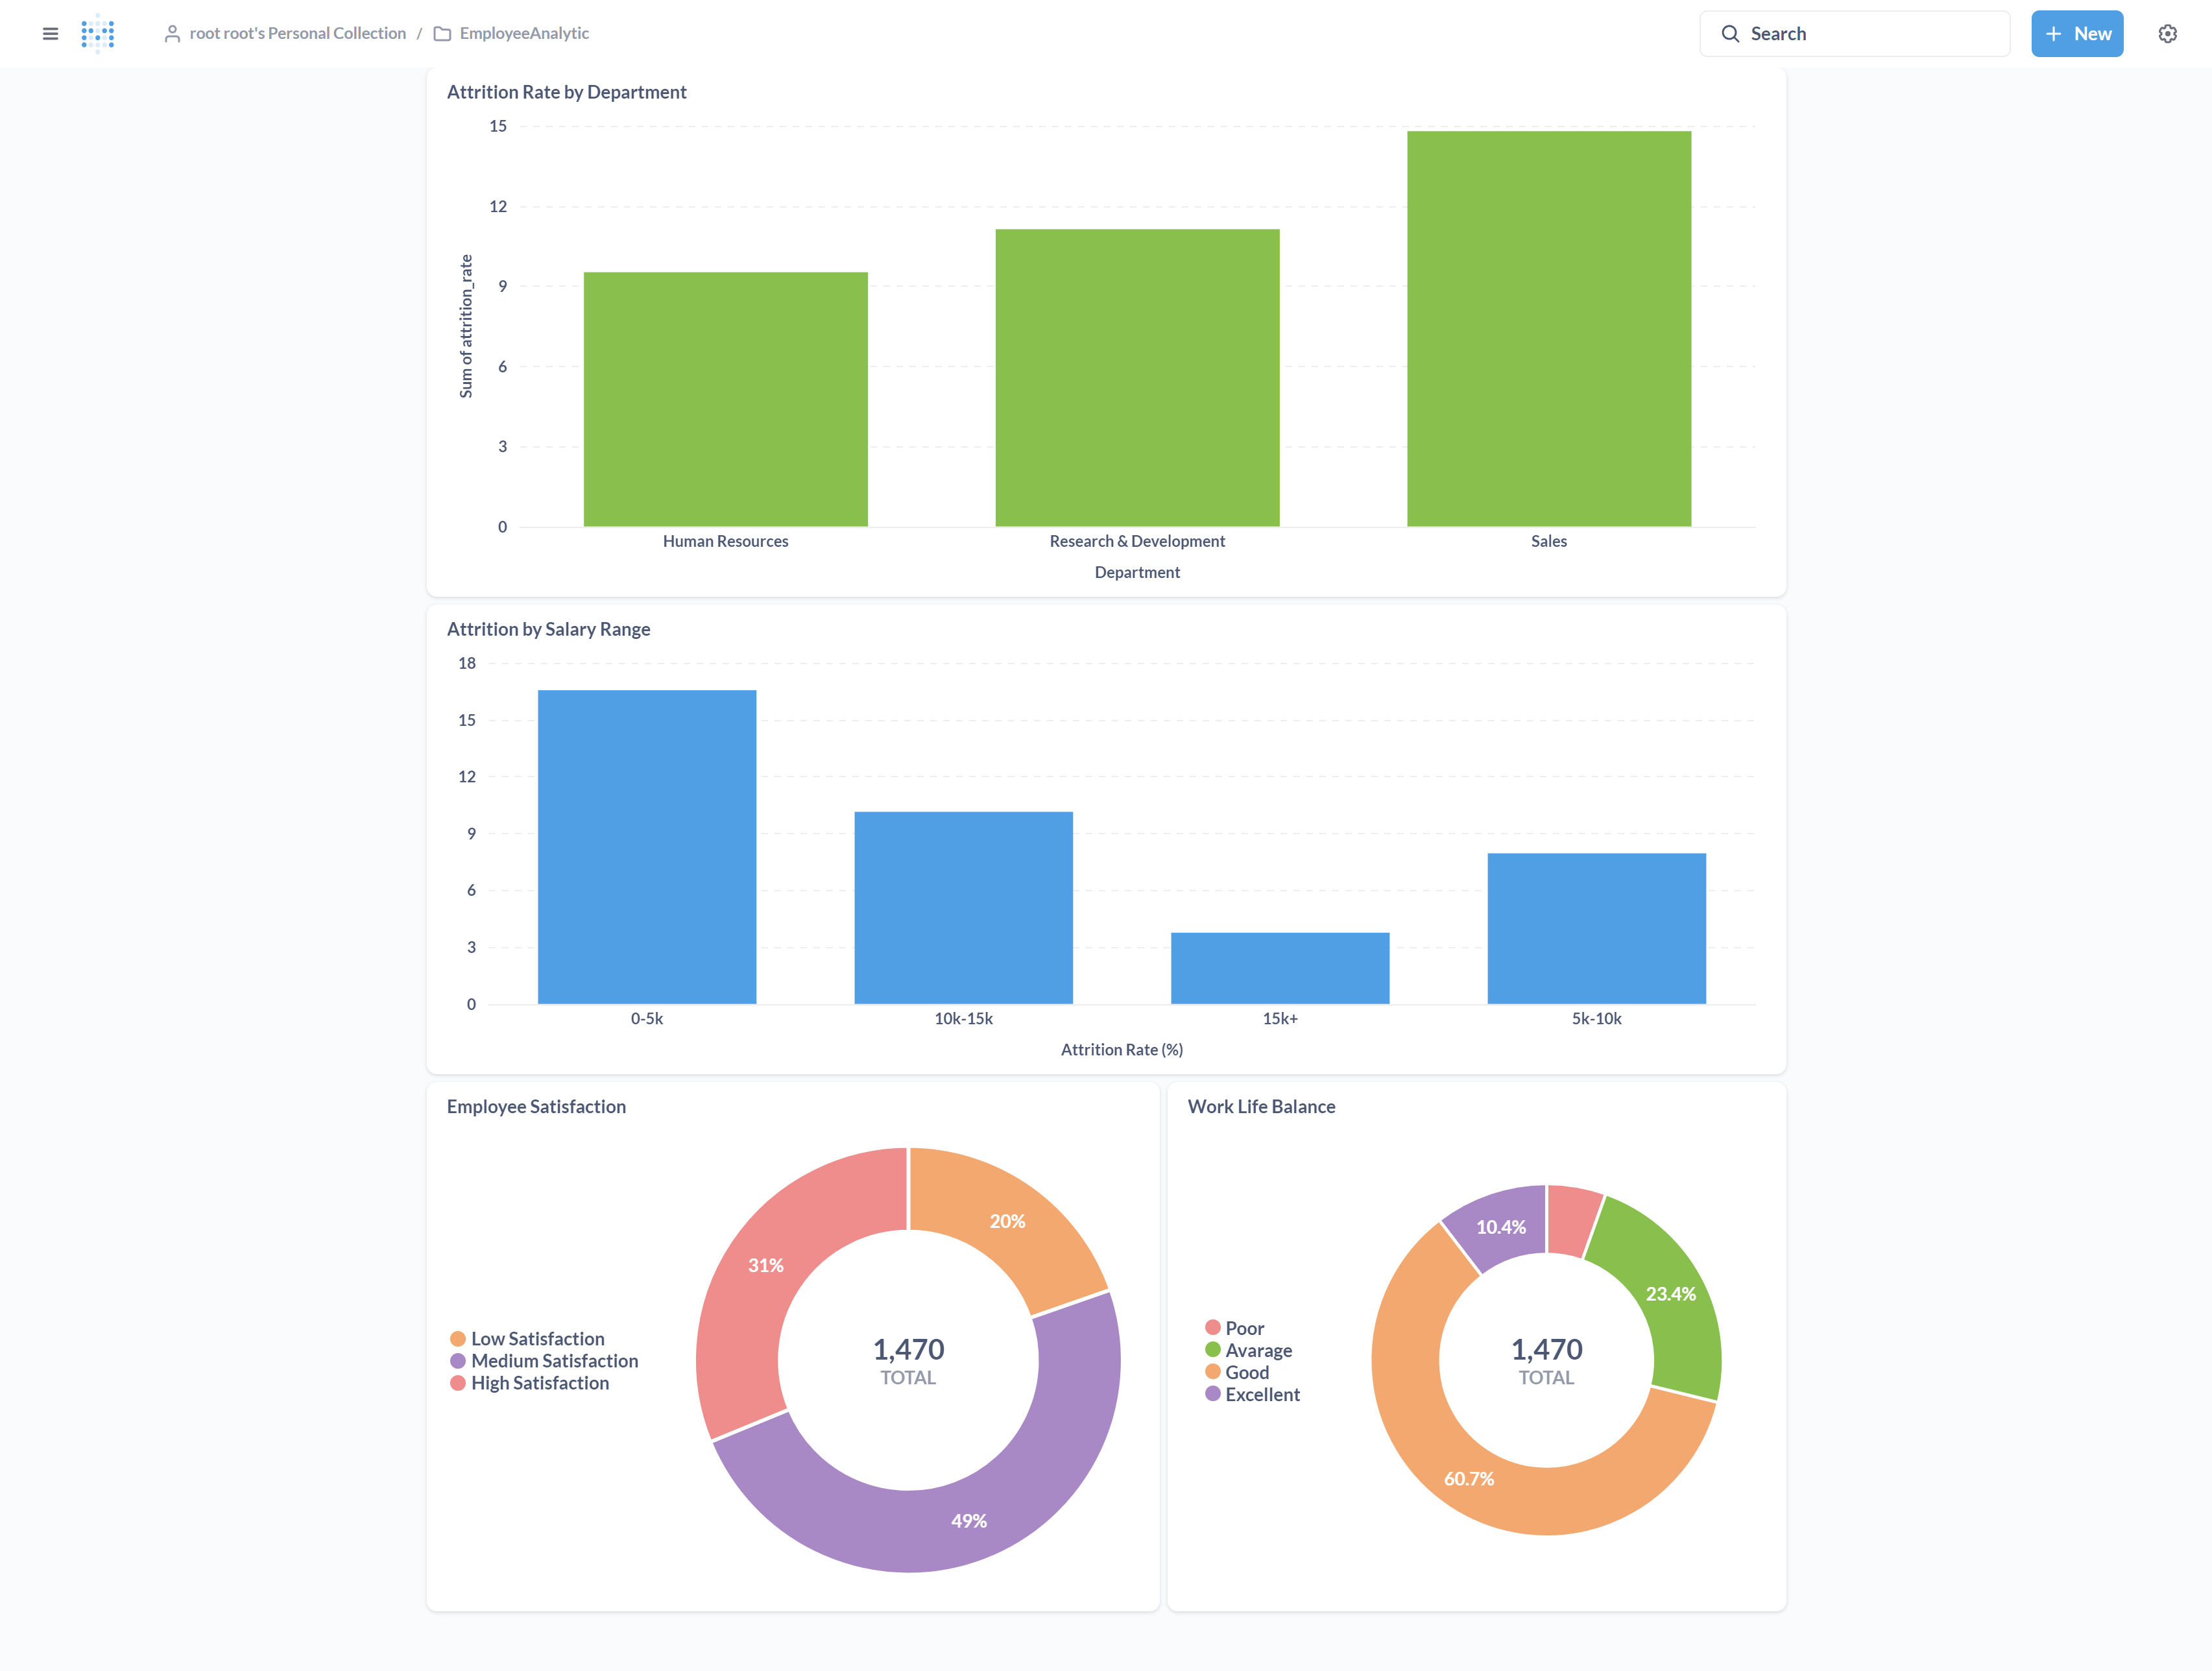 root root's Personal Collection / EmployeeAnalytic
Search
New
Attrition Rate by Department
15
12
9
6
3
0
Sum of attrition_rate
Human Resources
Research & Development
Sales
Department
Attrition by Salary Range
18
15
12
9
6
3
0
0-5k
10k-15k
15k+
5k-10k
Attrition Rate (%)
Employee Satisfaction
Low Satisfaction
Medium Satisfaction
High Satisfaction
20%
31%
49%
1,470
TOTAL
Work Life Balance
Poor
Avarage
Good
Excellent
10.4%
23.4%
60.7%
1,470
TOTAL